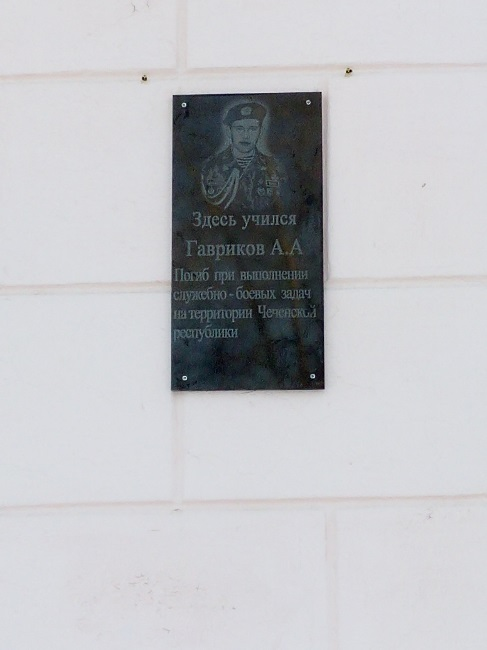 Здесь учился
Гавриков А.А
Погиб при выполнении
служебно - боевых задач
на территории Чеченской
республики